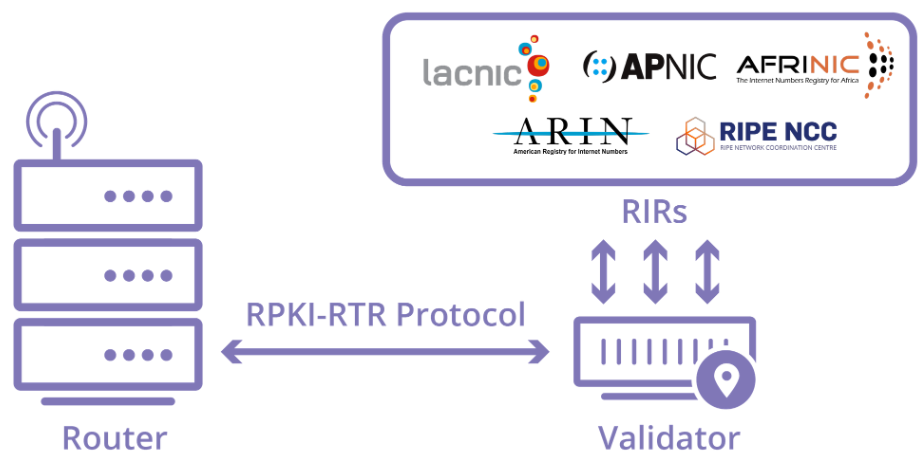 lacnic
APNIC
AFRINIC
The Internet Numbers Registry for Africa
ARIN
American Registry for Internet Numbers
RIPE NCC
RIPE NETWORK COORDINATION CENTRE
RIRs
RPKI-RTR Protocol
Router
Validator